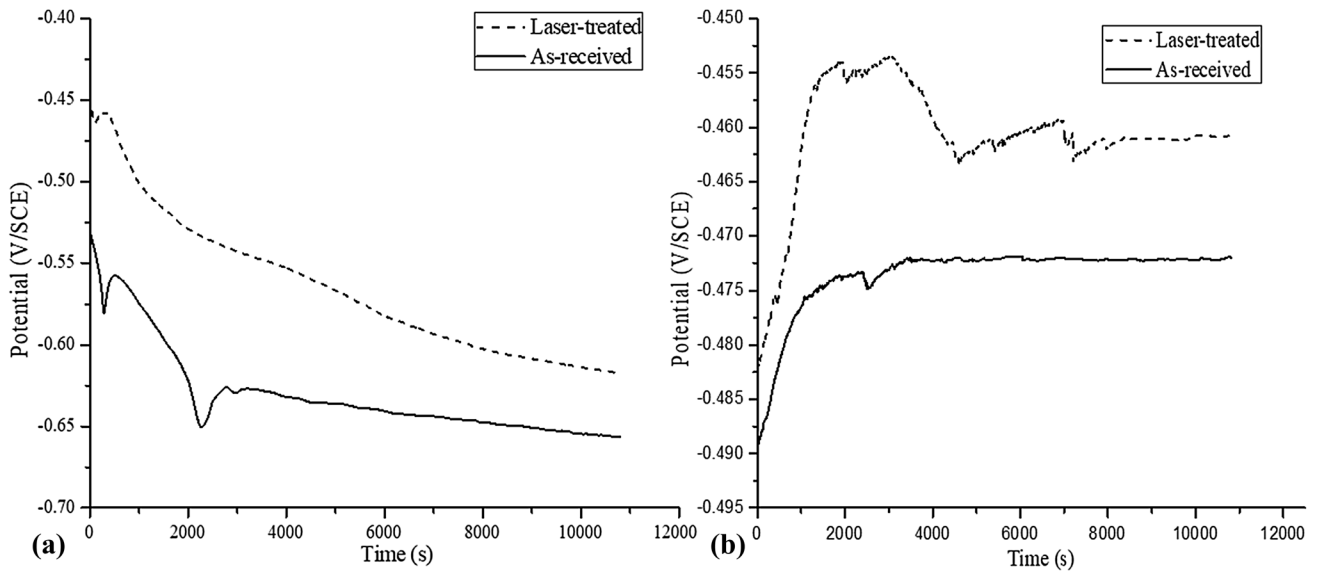 Laser-treated
As-received
Potential (V/SCE)
-0.40
-0.45
-0.50
-0.55
-0.60
-0.65
-0.70
0 2000 4000 6000 8000 10000 12000
Time (s)
(a)
Laser-treated
As-received
Potential (V/SCE)
-0.450
-0.455
-0.460
-0.465
-0.470
-0.475
-0.480
-0.485
-0.490
-0.495
0 2000 4000 6000 8000 10000 12000
Time (s)
(b)